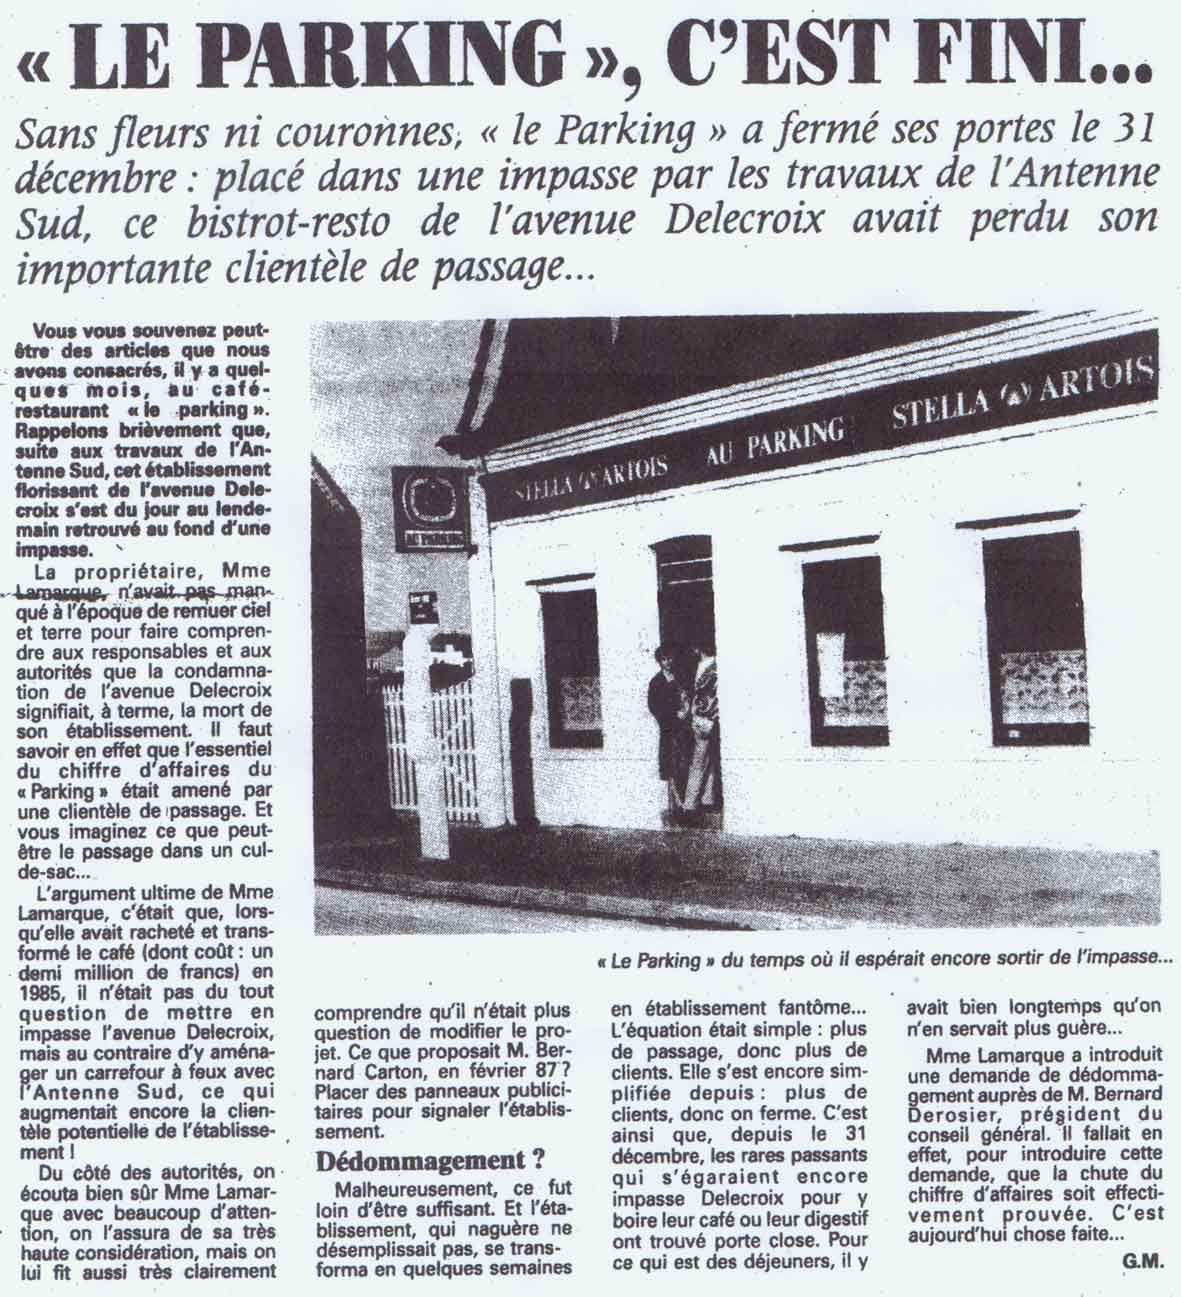 « LE PARKING », C'EST FINI...
Sans fleurs ni couronnes, « le Parking » a fermé ses portes le 31
décembre : placé dans une impasse par les travaux de l'Antenne
Sud, ce bistrot-resto de l'avenue Delecroix avait perdu son
importante clientèle de passage...
Vous vous souvenez peut-
être des articles que nous
avons consacrés, il y a quel-
ques mois, au café-
restaurant « le parking ».
Rappelons brièvement que,
suite aux travaux de l'An-
tenne Sud, cet établissement
florissant de l'avenue Dele-
croix s'est du jour au lende-
main retrouvé au fond d'une
impasse.
La propriétaire, Mme
Lamarque, n'avait pas man-
qué à l'époque de remuer ciel
et terre pour faire compren-
dre aux responsables et aux
autorités que la condamna-
tion de l'avenue Delecroix
signifiait, à terme, la mort de
son établissement. Il faut
savoir en effet que l'essentiel
du chiffre d'affaires du
« Parking » était amené par
une clientèle de passage. Et
vous imaginez ce que peut-
être le passage dans un cul-
de-sac...
L'argument ultime de Mme
Lamarque, c'était que, lors-
qu'elle avait racheté et trans-
formé le café (dont coût : un
demi million de francs) en
1985, il n'était pas du tout
question de mettre en
impasse l'avenue Delecroix,
mais au contraire d'y aména-
ger un carrefour à feux avec
l'Antenne Sud, ce qui
augmentait encore la clien-
tèle potentielle de l'établisse-
ment !
Du côté des autorités, on
écouta bien sûr Mme Lamar-
que avec beaucoup d'atten-
tion, on l'assura de sa très
haute considération, mais on
lui fit aussi très clairement
STELLA ARTOIS AU PARKING STELLA ARTOIS
AU PARKING
« Le Parking » du temps où il espérait encore sortir de l'impasse...
comprendre qu'il n'était plus
question de modifier le pro-
jet. Ce que proposait M. Ber-
nard Carton, en février 87 ?
Placer des panneaux publici-
taires pour signaler l'établis-
sement.
Dédommagement ?
Malheureusement, ce fut
loin d'être suffisant. Et l'éta-
blissement, qui naguère ne
désemplissait pas, se trans-
forma en quelques semaines
en établissement fantôme...
L'équation était simple : plus
de passage, donc plus de
clients. Elle s'est encore sim-
plifiée depuis : plus de
clients, donc on ferme. C'est
ainsi que, depuis le 31
décembre, les rares passants
qui s'égaraient encore
impasse Delecroix pour y
boire leur café ou leur digestif
ont trouvé porte close. Pour
ce qui est des déjeuners, il y
avait bien longtemps qu'on
n'en servait plus guère...
Mme Lamarque a introduit
une demande de dédomma-
gement auprès de M. Bernard
Derosier, président du
conseil général. Il fallait en
effet, pour introduire cette
demande, que la chute du
chiffre d'affaires soit effecti-
vement prouvée. C'est
aujourd'hui chose faite...
G.M.